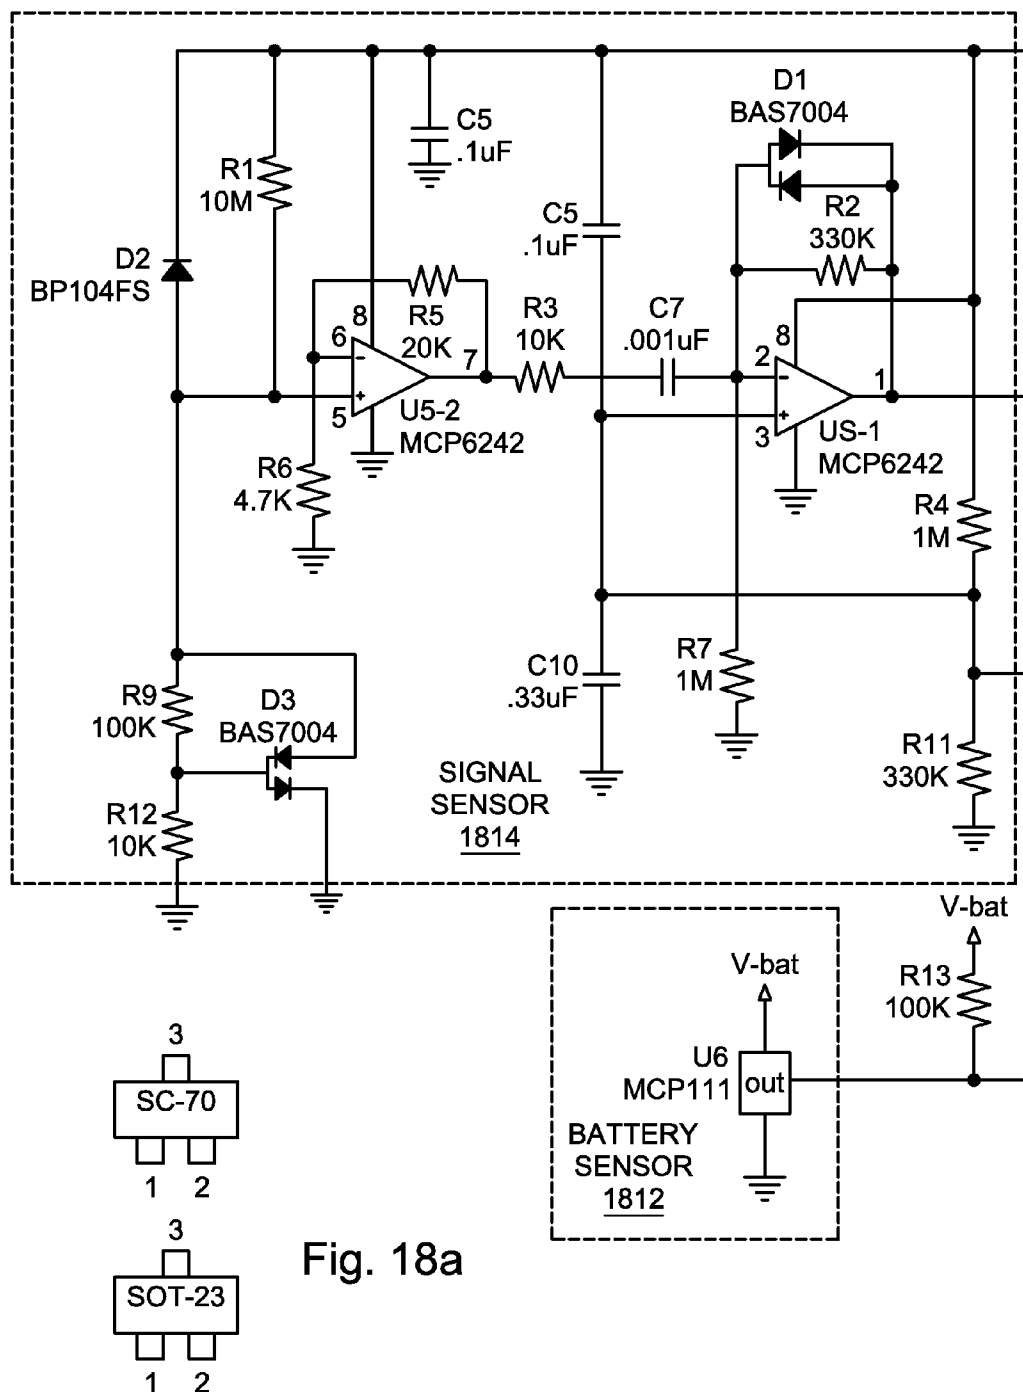 D1
BAS7004
C5
.1uF
R1
10M
C5
.1uF
R2
330K
D2
BP104FS
8
6
R5
20K
7
5
U5-2
MCP6242
R3
10K
C7
.001uF
8
2
1
3
US-1
MCP6242
R6
4.7K
R4
1M
R9
100K
D3
BAS7004
C10
.33uF
R7
1M
R11
330K
R12
10K
SIGNAL
SENSOR
1814
V-bat
V-bat
R13
100K
U6
MCP111
out
BATTERY
SENSOR
1812
3
SC-70
1 2
3
SOT-23
1 2
Fig. 18a